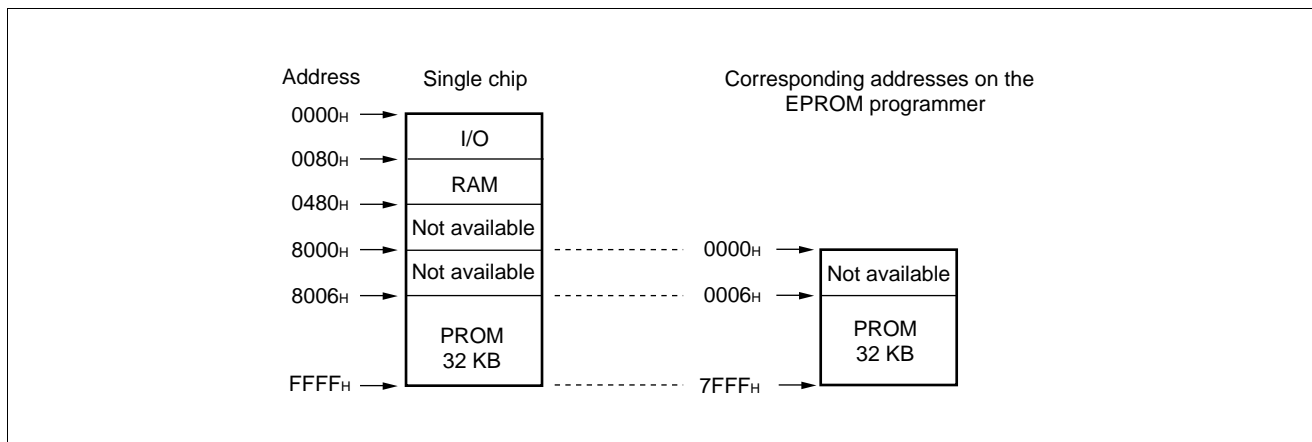 Address
Single chip
Corresponding addresses on the
EPROM programmer
0000H
I/O
0080H
RAM
0480H
Not available
8000H
0000H
Not available
Not available
8006H
0006H
PROM
32 KB
PROM
32 KB
FFFFH
7FFFH